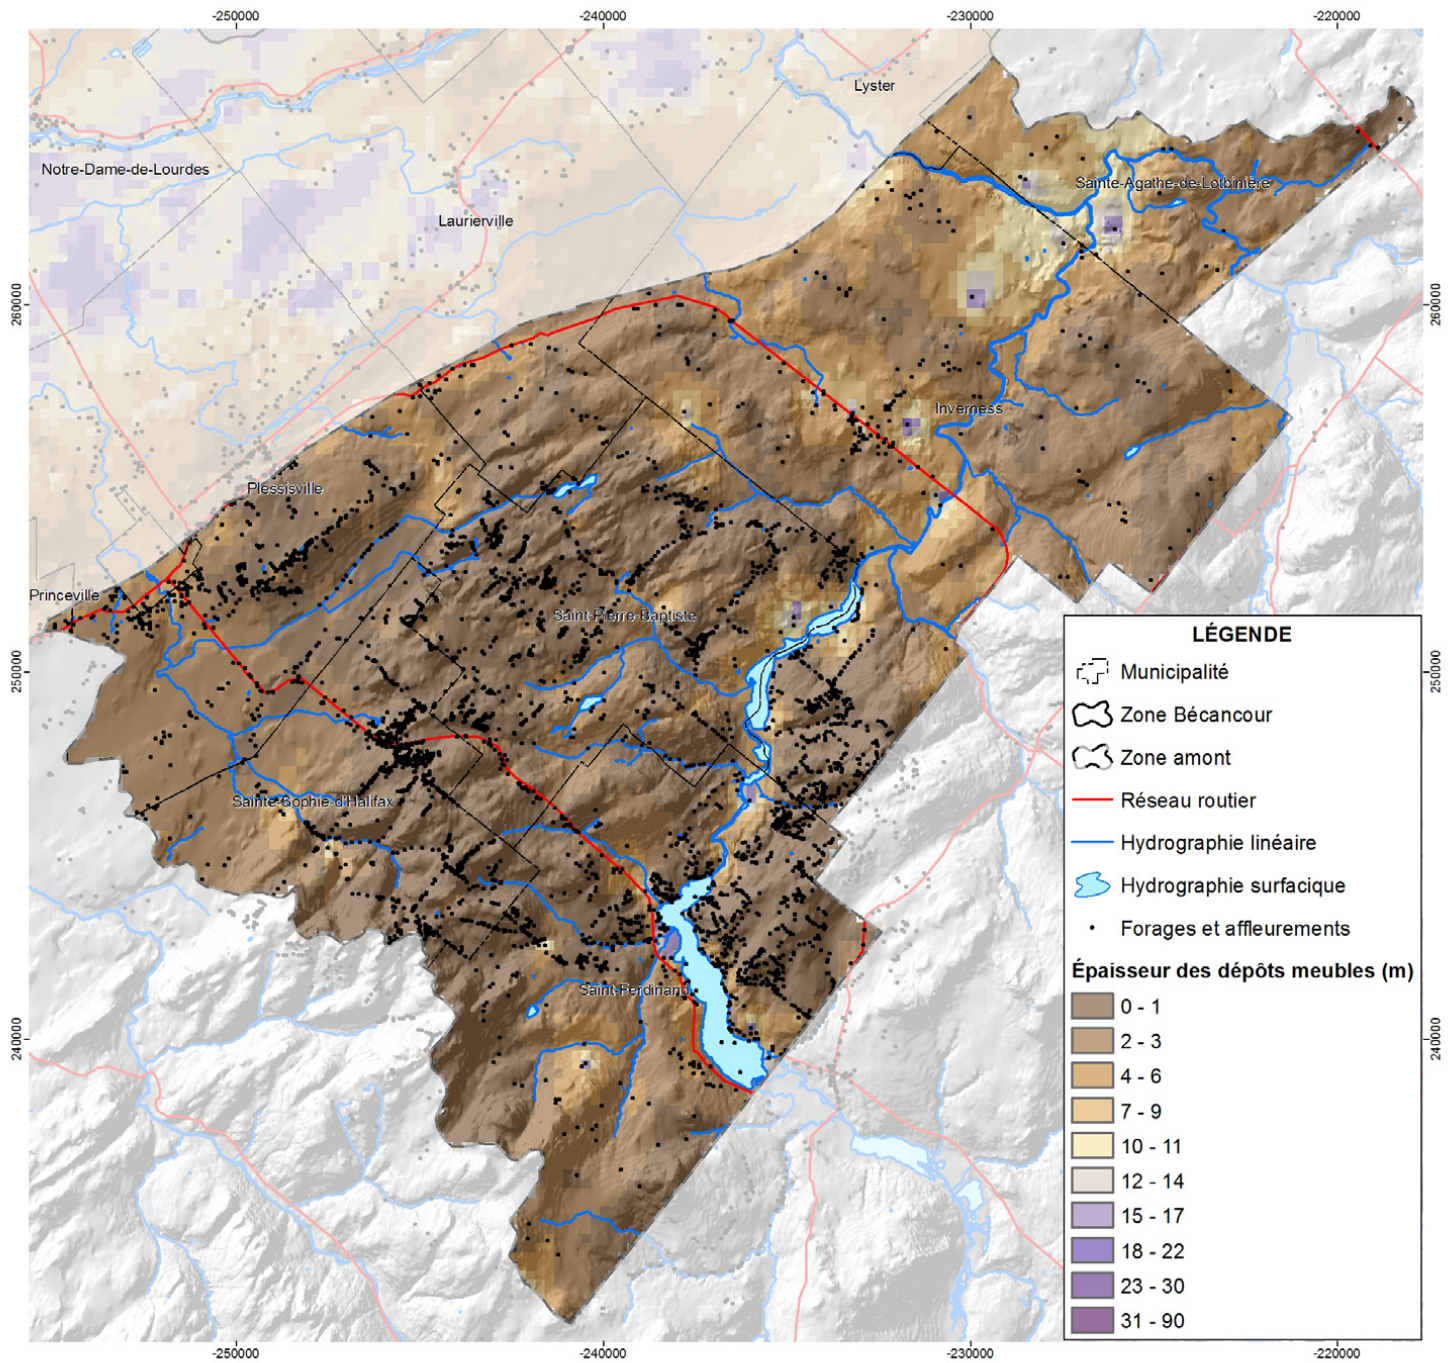 -250000
-240000
-230000
-220000
Lyster
Notre-Dame-de-Lourdes
Sainte-Agathe-de-Lotbinière
Laurierville
260000
260000
Inverness
Plessisville
Princeville
Saint-Pierre-Baptiste
250000
250000
Sainte-Sophie-d'Halifax
Saint-Ferdinand
240000
240000
LÉGENDE
Municipalité
Zone Bécancour
Zone amont
Réseau routier
Hydrographie linéaire
Hydrographie surfacique
Forages et affleurements
Épaisseur des dépôts meubles (m)
0 - 1
2 - 3
4 - 6
7 - 9
10 - 11
12 - 14
15 - 17
18 - 22
23 - 30
31 - 90
-250000
-240000
-230000
-220000